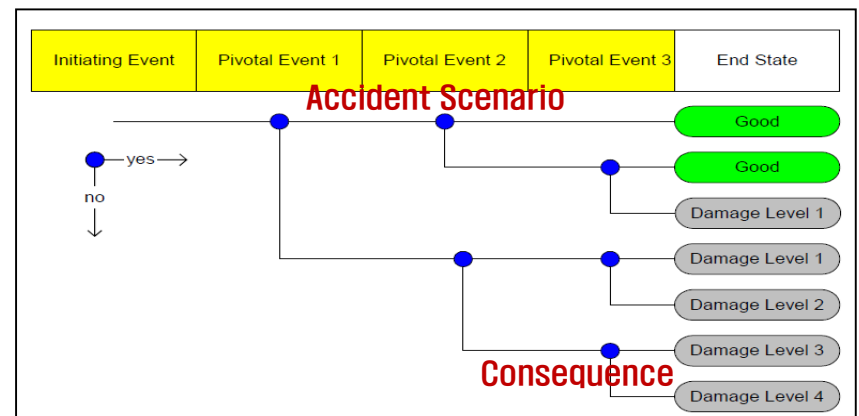 Initiating Event Pivotal Event 1 Pivotal Event 2 Pivotal Event 3 End State
Accident Scenario
Good
yes
Good
no
Damage Level 1
Damage Level 1
Damage Level 2
Damage Level 3
Consequence
Damage Level 4